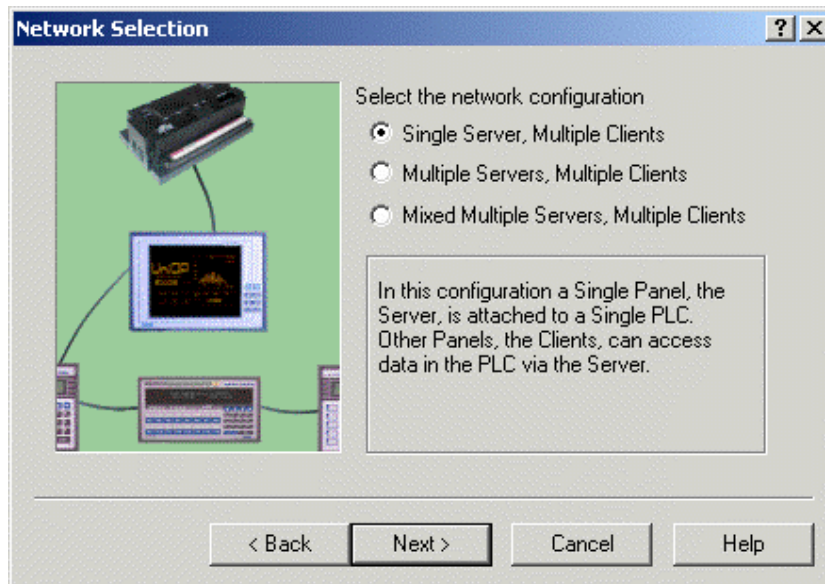 Network Selection
Select the network configuration
Single Server, Multiple Clients
Multiple Servers, Multiple Clients
Mixed Multiple Servers, Multiple Clients
UniOP
In this configuration a Single Panel, the
Server, is attached to a Single PLC.
Other Panels, the Clients, can access
data in the PLC via the Server.
< Back
Next >
Cancel
Help